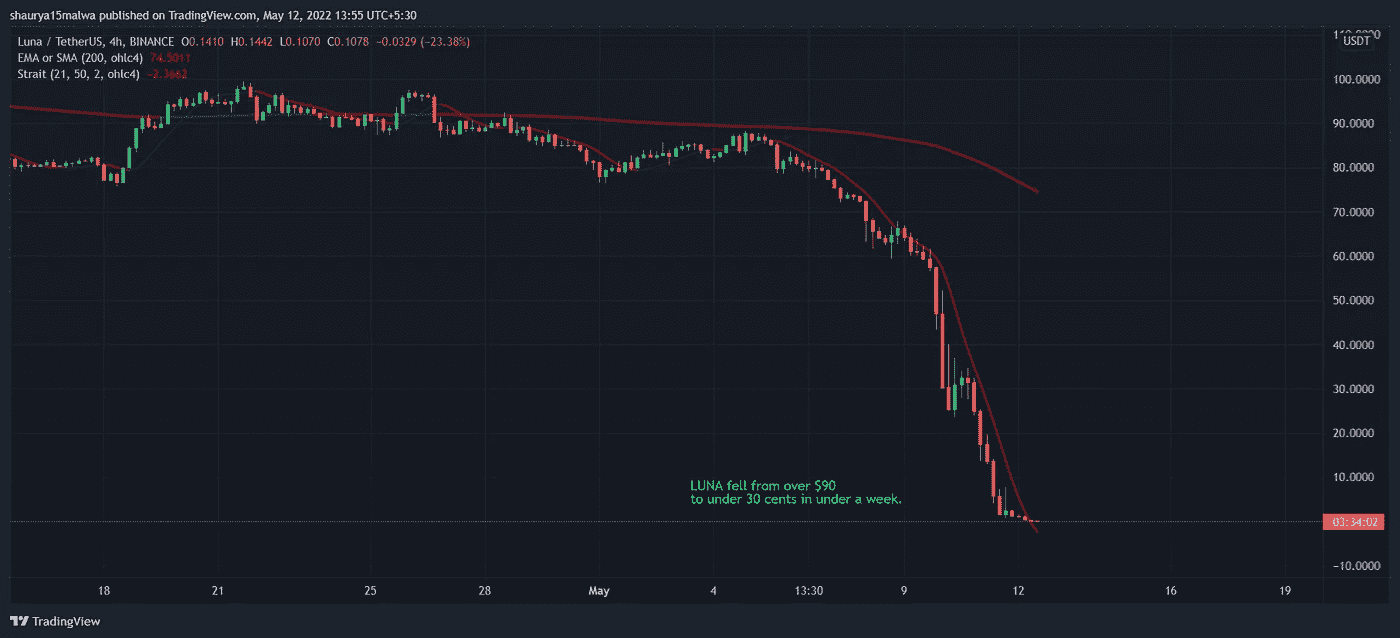 shaurya15malwa published on TradingView.com, May 12, 2022 13:55 UTC+5:30
Luna / TetherUS, 4h, BINANCE O0.1410 H0.1442 L0.1070 C0.1078 −0.0329 (−23.38%)
EMA or SMA (200, ohlc4) 74.5011
Strait (21, 50, 2, ohlc4)
USDT
100.0000
90.0000
80.0000
70.0000
60.0000
50.0000
40.0000
30.0000
20.0000
10.0000
03:34:02
−10.0000
LUNA fell from over $90
to under 30 cents in under a week.
18 21 25 28 May 4 13:30 9 12 16 19
TradingView